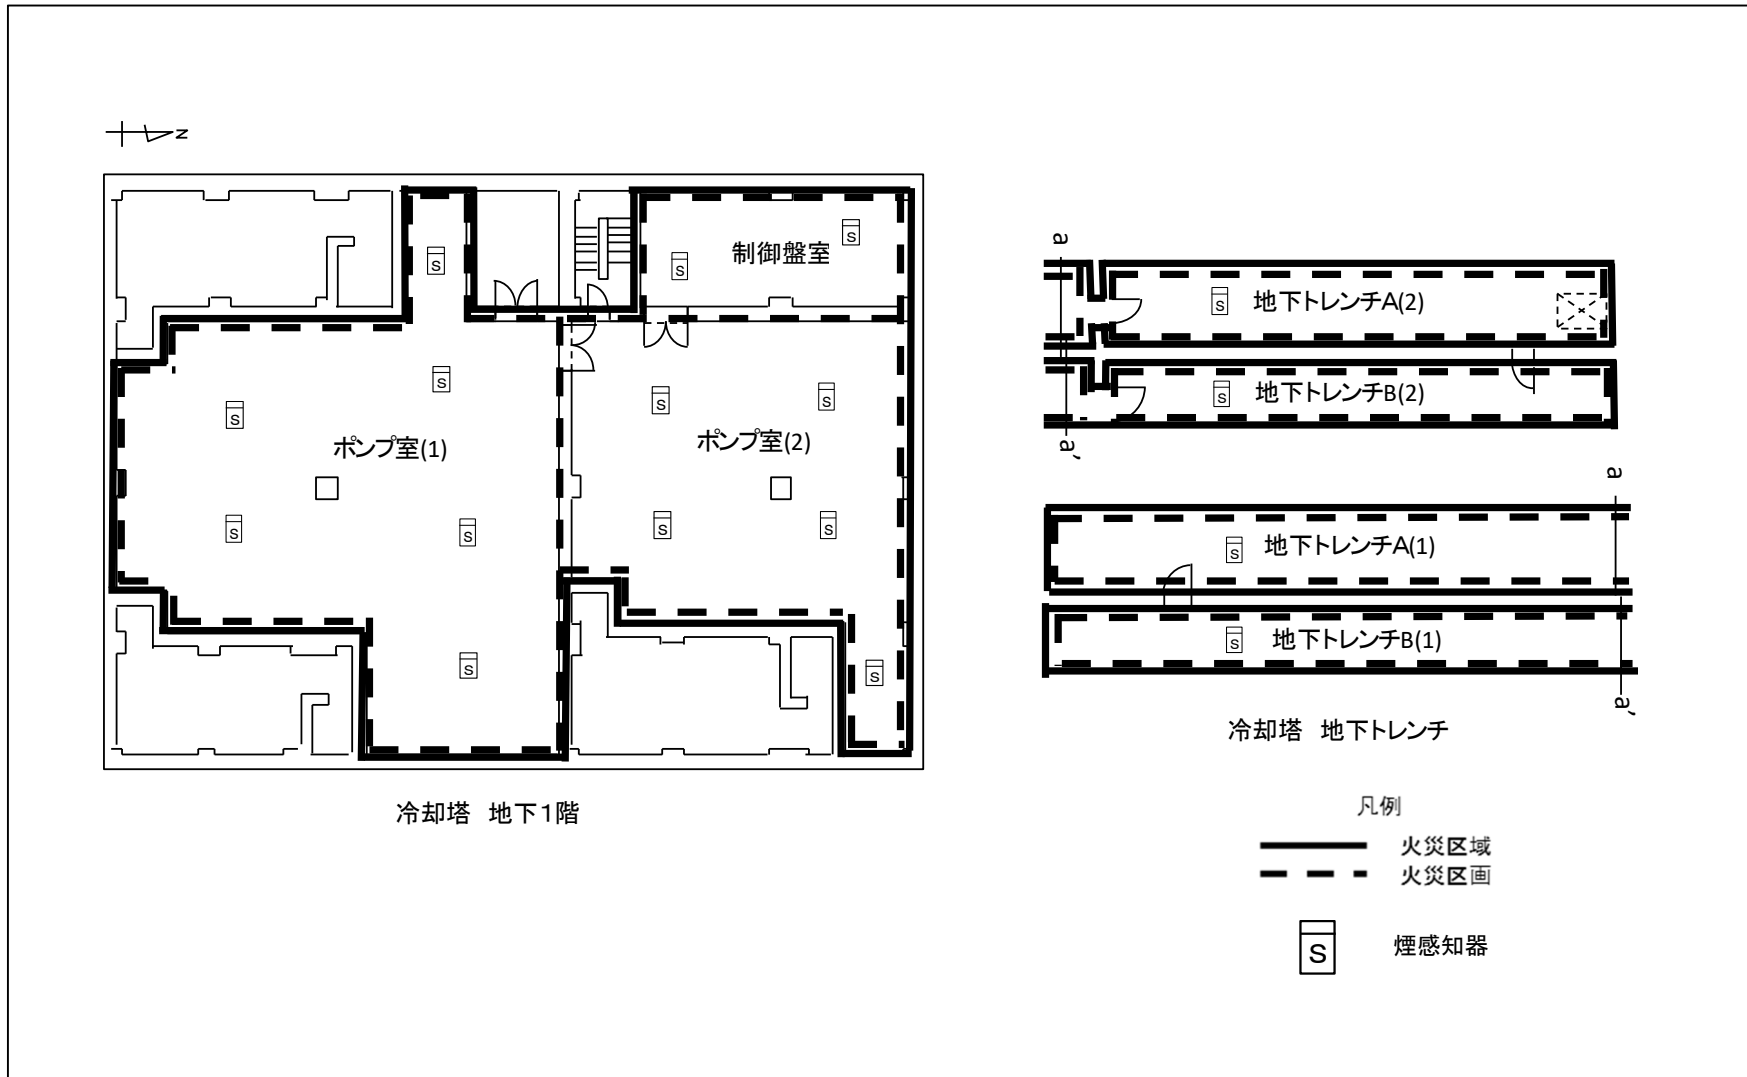 N
制御盤室
S
S
S
S
S
S
S
S
ポンプ室(1)
ポンプ室(2)
S
S
S
S
S
S
冷却塔 地下1階
a
S
地下トレンチA(2)
S
地下トレンチB(2)
a’
a
S
地下トレンチA(1)
S
地下トレンチB(1)
a’
冷却塔 地下トレンチ
凡例
火災区域
火災区画
S
煙感知器